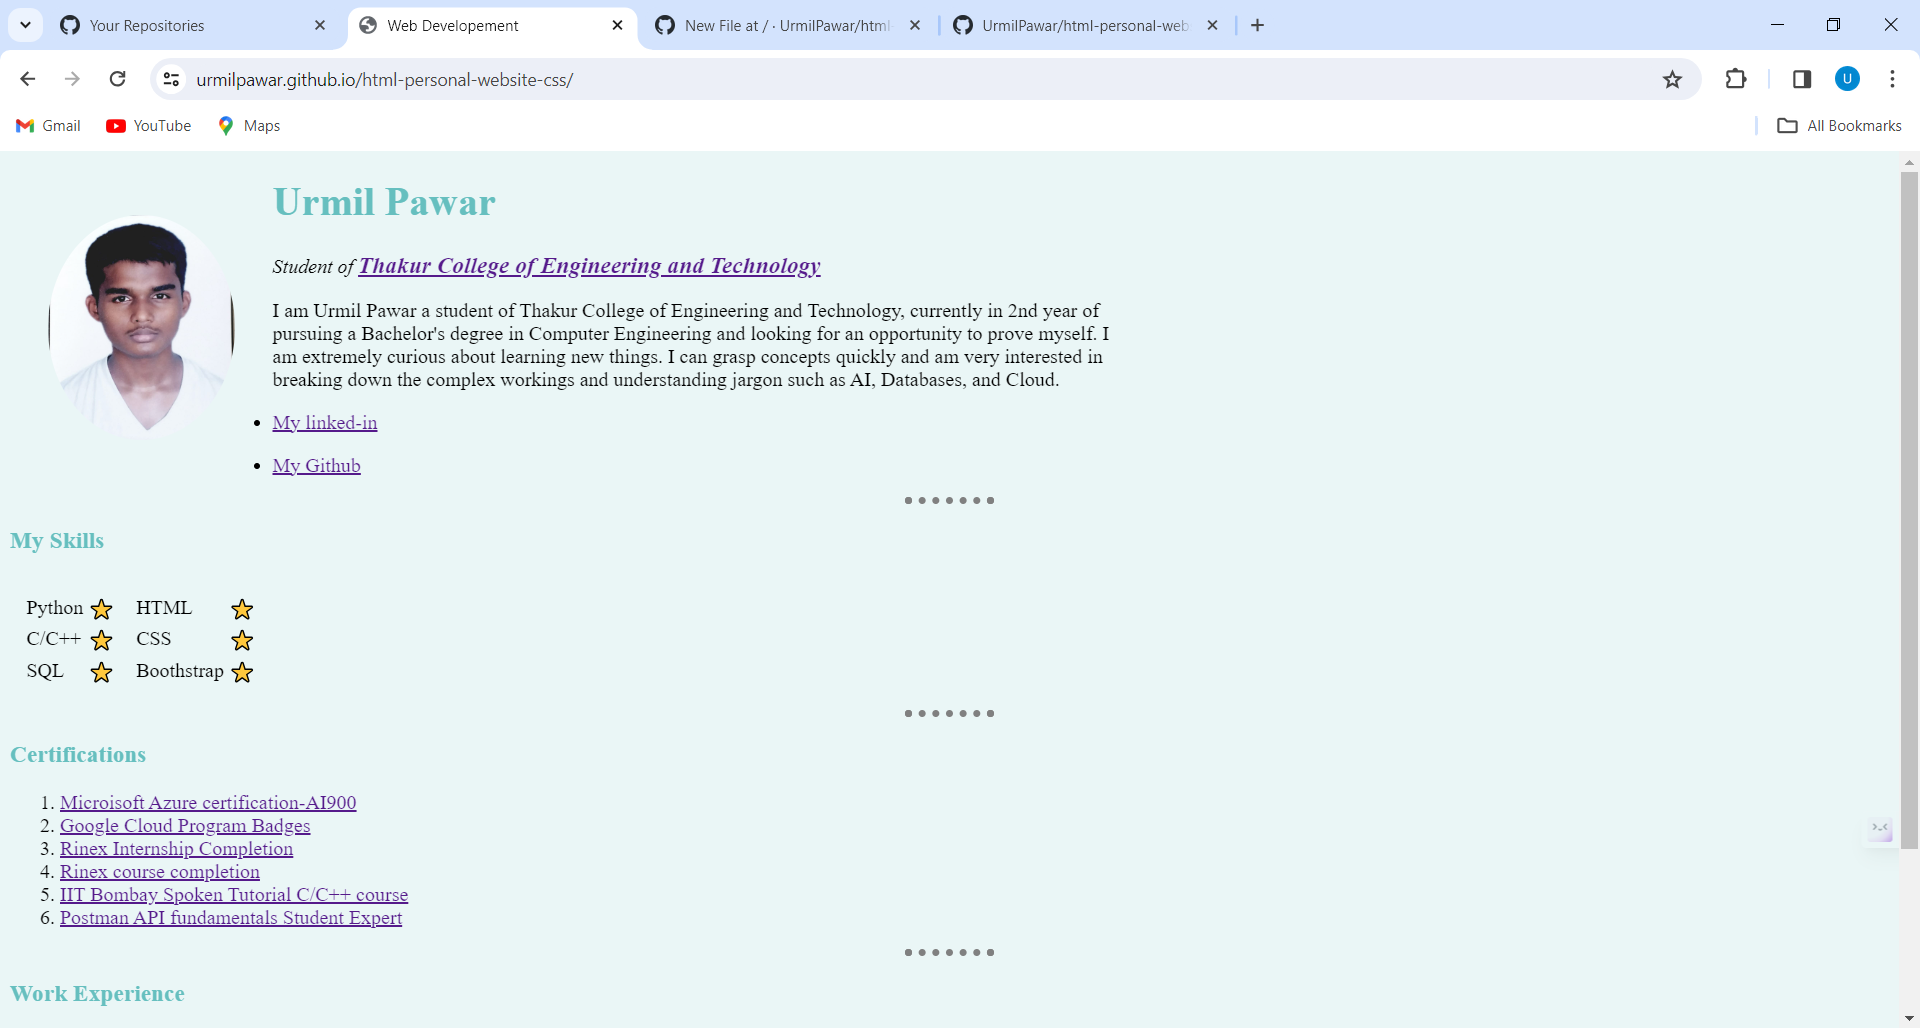 Your Repositories
Web Developement
New File at / · UrmilPawar/html-
UrmilPawar/html-personal-web
urmilpawar.github.io/html-personal-website-css/
U
Gmail
YouTube
Maps
All Bookmarks
Urmil Pawar
Student of Thakur College of Engineering and Technology
I am Urmil Pawar a student of Thakur College of Engineering and Technology, currently in 2nd year of
pursuing a Bachelor's degree in Computer Engineering and looking for an opportunity to prove myself. I
am extremely curious about learning new things. I can grasp concepts quickly and am very interested in
breaking down the complex workings and understanding jargon such as AI, Databases, and Cloud.
• My linked-in
• My Github
My Skills
Python HTML
C/C++ CSS
SQL Boothstrap
Certifications
1. Microisoft Azure certification-AI900
2. Google Cloud Program Badges
3. Rinex Internship Completion
4. Rinex course completion
5. IIT Bombay Spoken Tutorial C/C++ course
6. Postman API fundamentals Student Expert
Work Experience